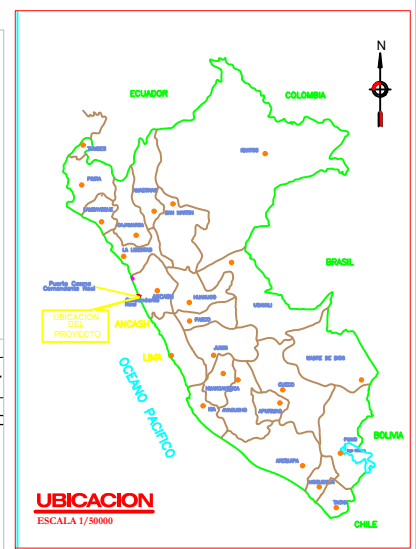 N
ECUADOR
COLOMBIA
TUMBES
IQUITOS
PIURA
AMAZONAS
LAMBAYEQUE
SAN MARTIN
CAJAMARCA
LA LIBERTAD
BRASIL
Puerto Casma
Comandante Noel
ANCASH
HUANUCO
UCAYALI
UBICACION
DEL
PROYECTO
ANCASH
PASCO
LIMA
JUNIN
MADRE DE DIOS
OCEANO PACIFICO
HUANCAVELICA
CUZCO
ICA
AYACUCHO
APURIMAC
PUNO
BOLIVIA
AREQUIPA
MOQUEGUA
TACNA
CHILE
UBICACION
ESCALA 1/50000